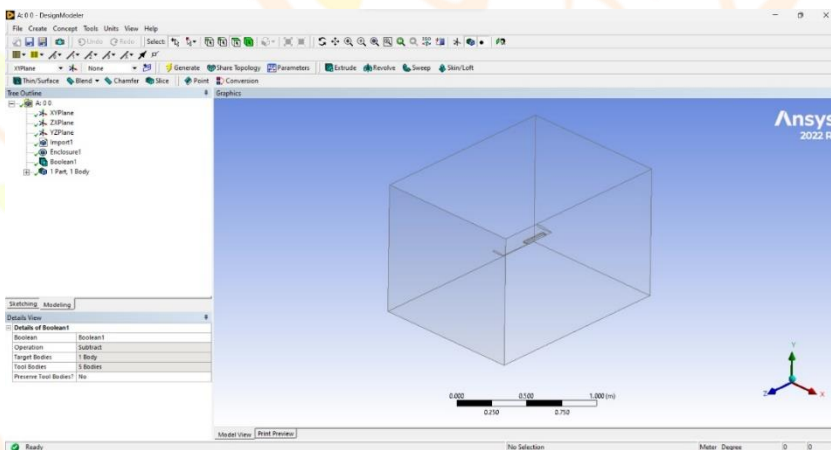 A: 0 0 - DesignModeler
File Create Concept Tools Units View Help
Undo Redo Select:
XYPlane None Generate Share Topology Parameters Extrude Revolve Sweep Skin/Loft
Thin/Surface Blend Chamfer Slice Point Conversion
Tree Outline
A: 0 0
XYPlane
ZXPlane
YZPlane
Import1
Enclosure1
Boolean1
1 Part, 1 Body
Sketching Modeling
Details View
Details of Boolean1
Boolean Boolean1
Operation Subtract
Target Bodies 1 Body
Tool Bodies 5 Bodies
Preserve Tool Bodies? No
Graphics
Ansys
2022 R
Y
Z
X
0.000 0.500 1.000 (m)
0.250 0.750
Model View Print Preview
Ready No Selection Meter Degree 0 0